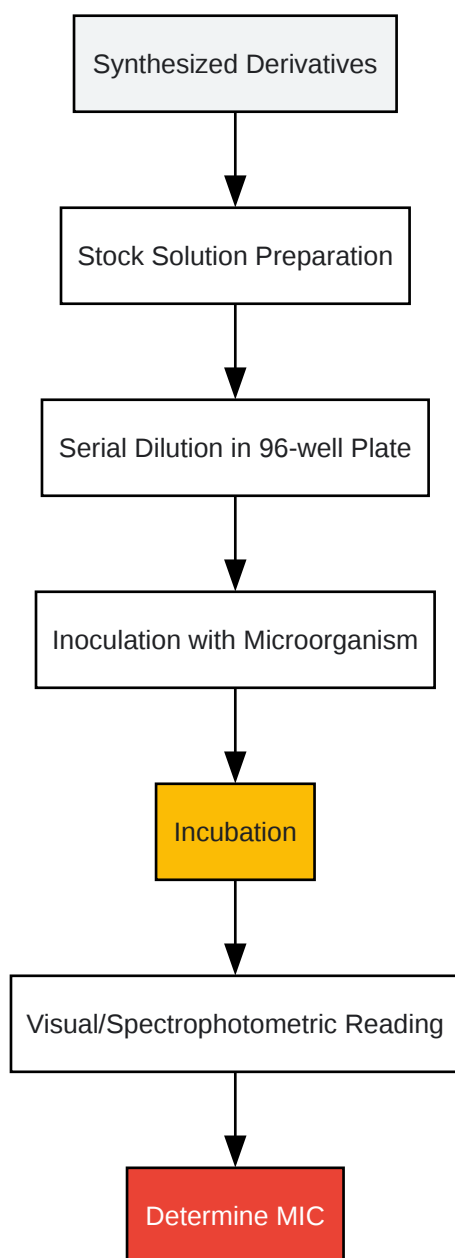 Synthesized Derivatives
Stock Solution Preparation
Serial Dilution in 96-well Plate
Inoculation with Microorganism
Incubation
Visual/Spectrophotometric Reading
Determine MIC